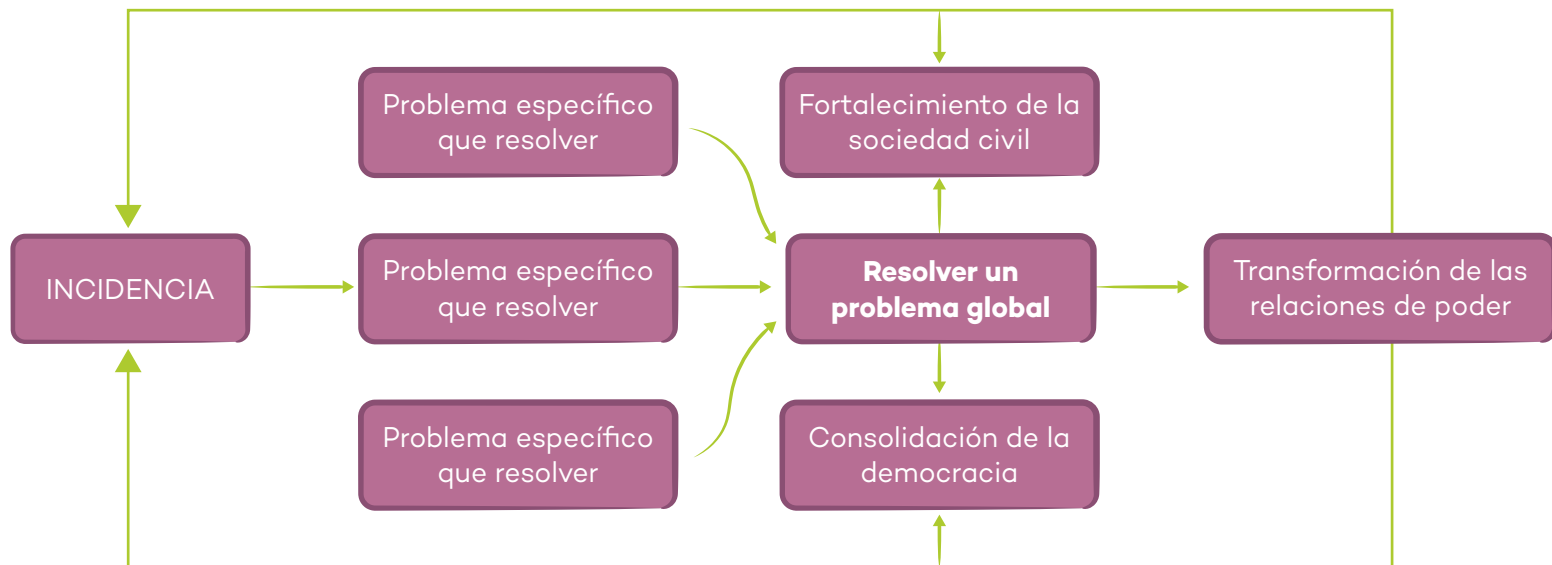 Problema específico
que resolver
Fortalecimiento de la
sociedad civil
INCIDENCIA
Problema específico
que resolver
Resolver un
problema global
Transformación de las
relaciones de poder
Problema específico
que resolver
Consolidación de la
democracia